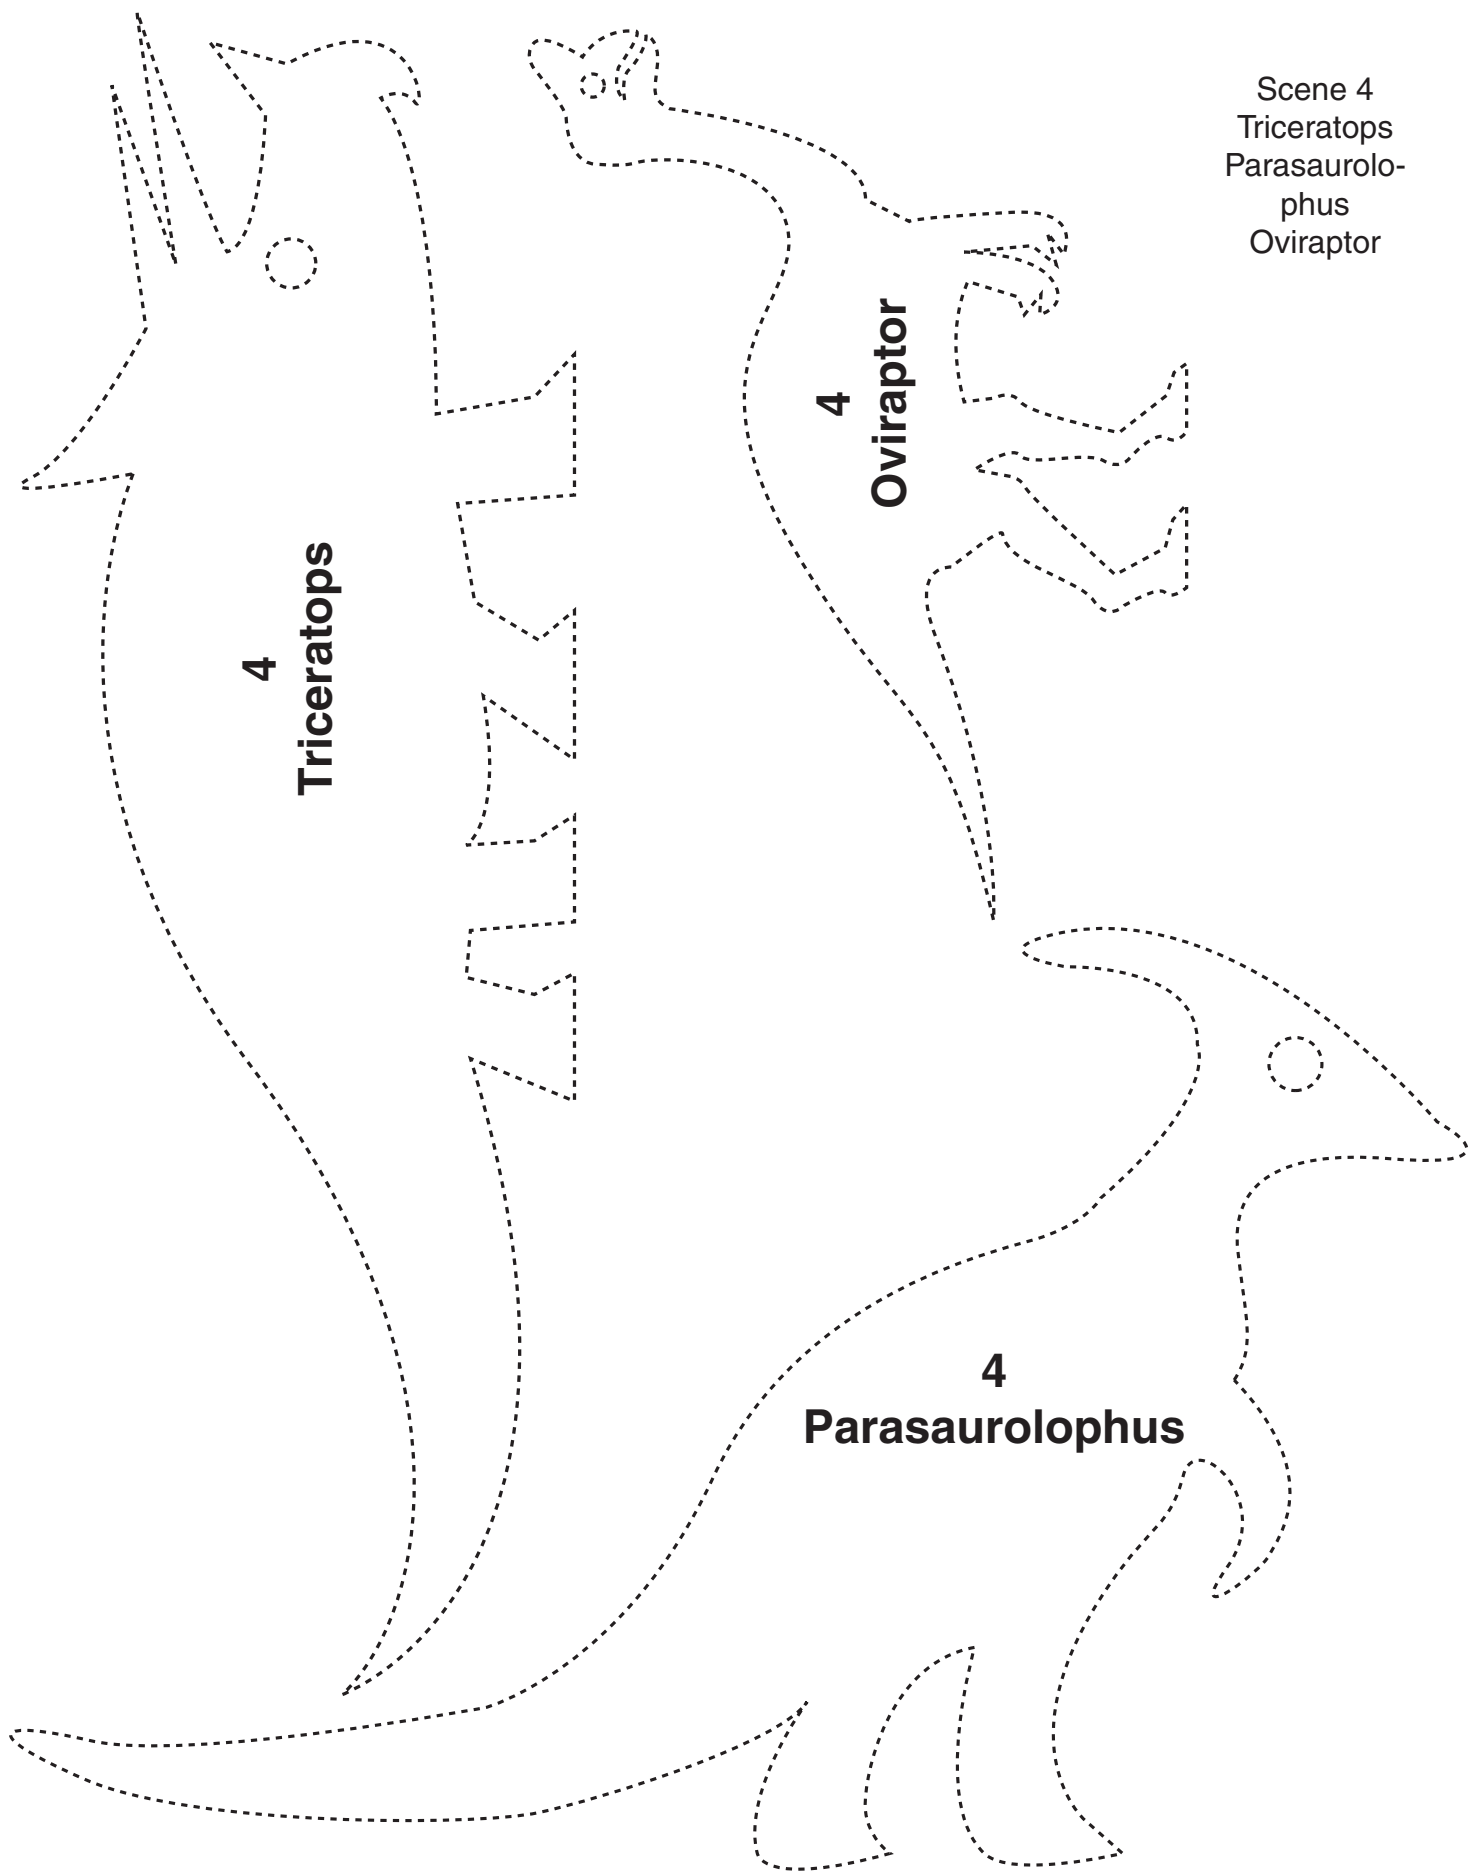 Scene 4
Triceratops
Parasaurolo-
phus
Oviraptor
4
Triceratops
4
Oviraptor
4
Parasaurolophus